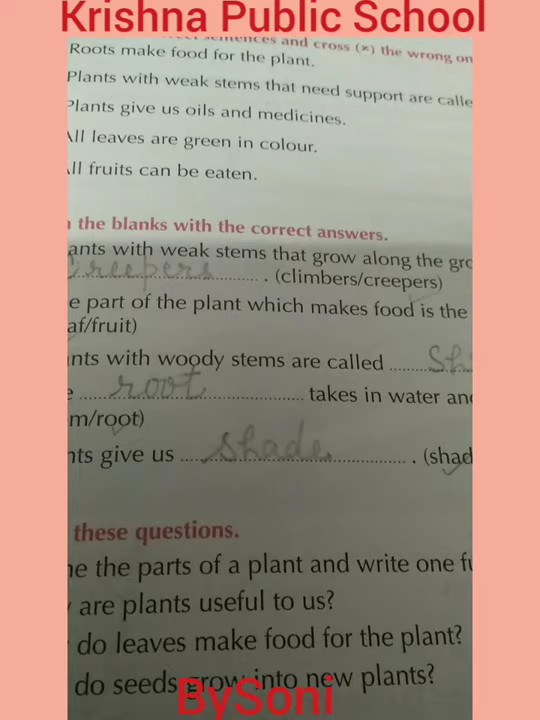 Krishna Public School
sentences and cross (×) the wrong on
Roots make food for the plant.
Plants with weak stems that need support are calle
Plants give us oils and medicines.
All leaves are green in colour.
All fruits can be eaten.
the blanks with the correct answers.
ants with weak stems that grow along the gro
Creepers . (climbers/creepers)
e part of the plant which makes food is the
af/fruit)
nts with woody stems are called ........ Sh
e ..... root ..... takes in water and
m/root)
nts give us ... shade ... . (shad
these questions.
ne the parts of a plant and write one fu
y are plants useful to us?
do leaves make food for the plant?
do seeds grow into new plants?
BySoni